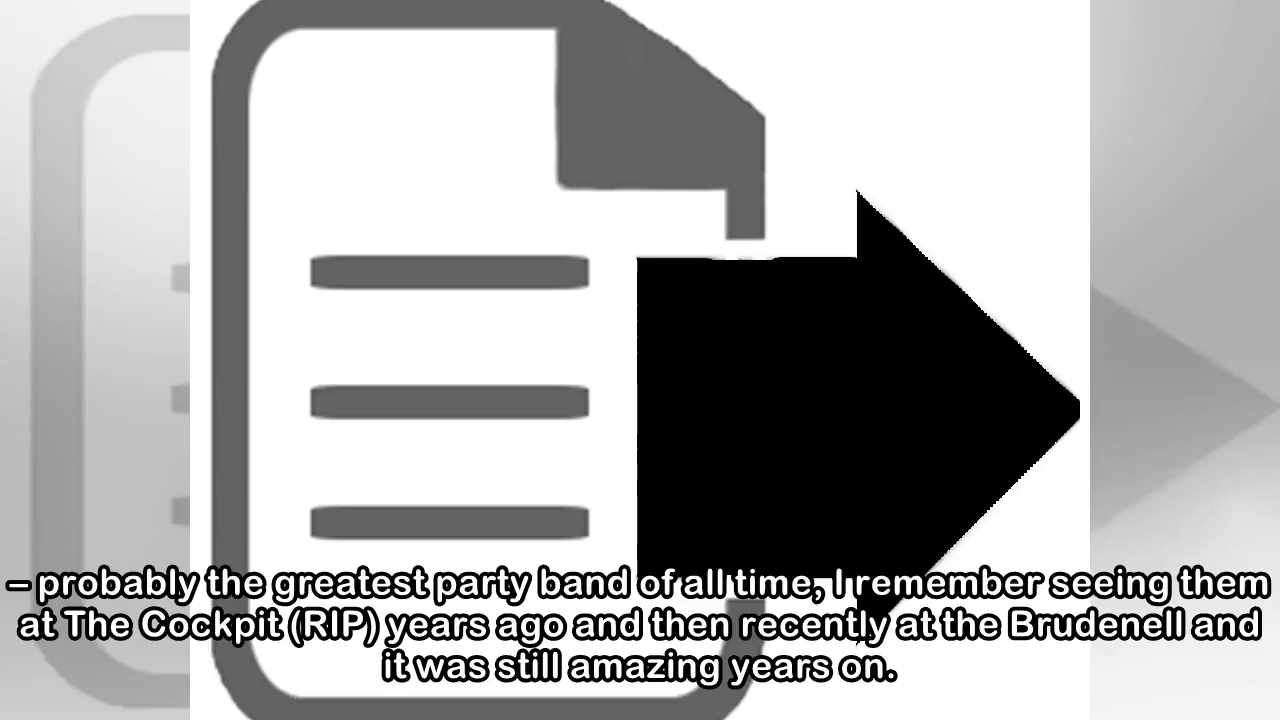 – probably the greatest party band of all time, I remember seeing them
at The Cockpit (RIP) years ago and then recently at the Brudenell and
it was still amazing years on.